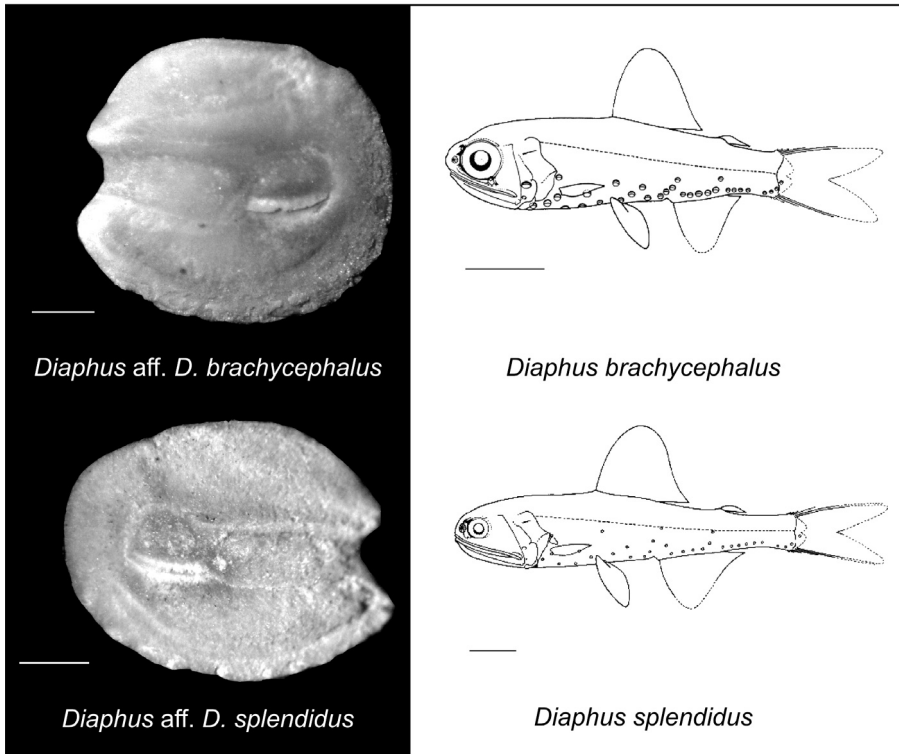 Diaphus aff. D. brachycephalus
Diaphus brachycephalus
Diaphus aff. D. splendidus
Diaphus splendidus